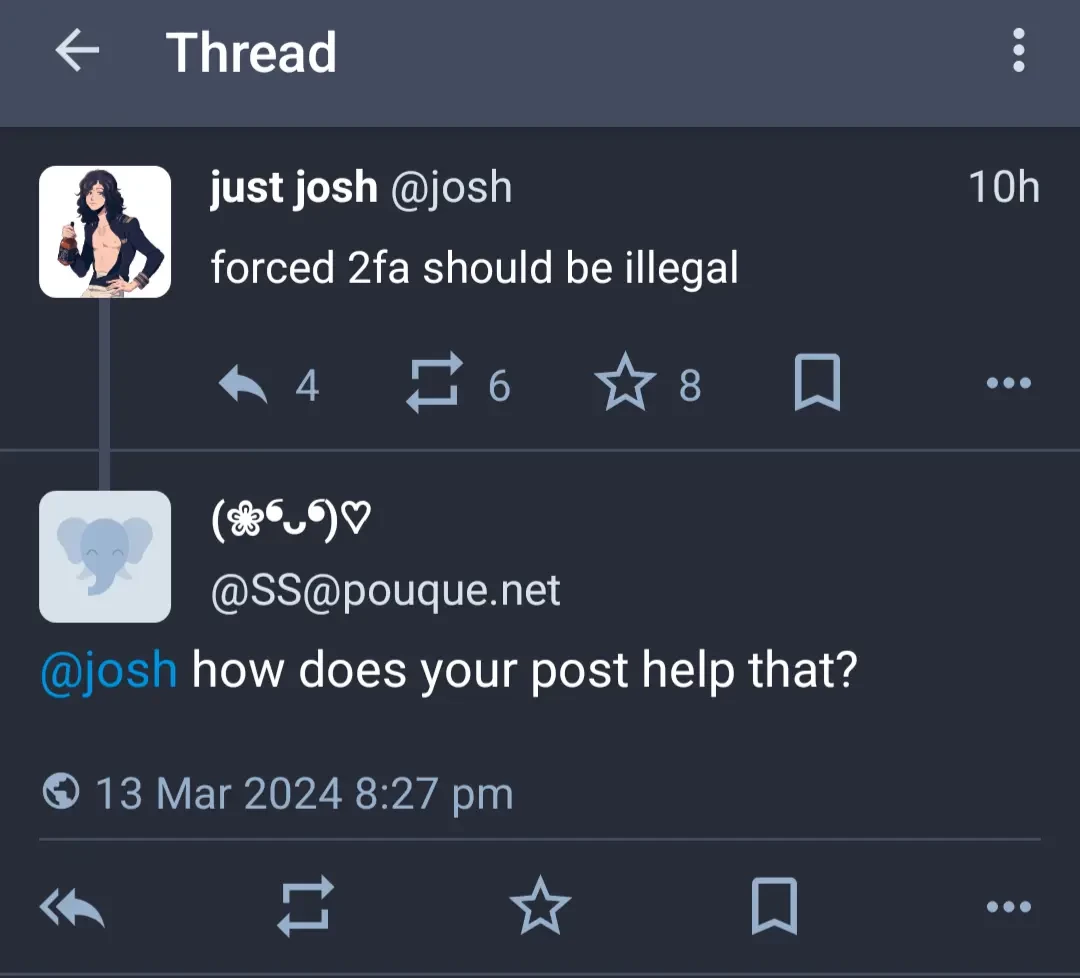 Thread
just josh @josh 10h
forced 2fa should be illegal
4 6 8
(❀❛ᴗ❛)♡
@SS@pouque.net
@josh how does your post help that?
13 Mar 2024 8:27 pm